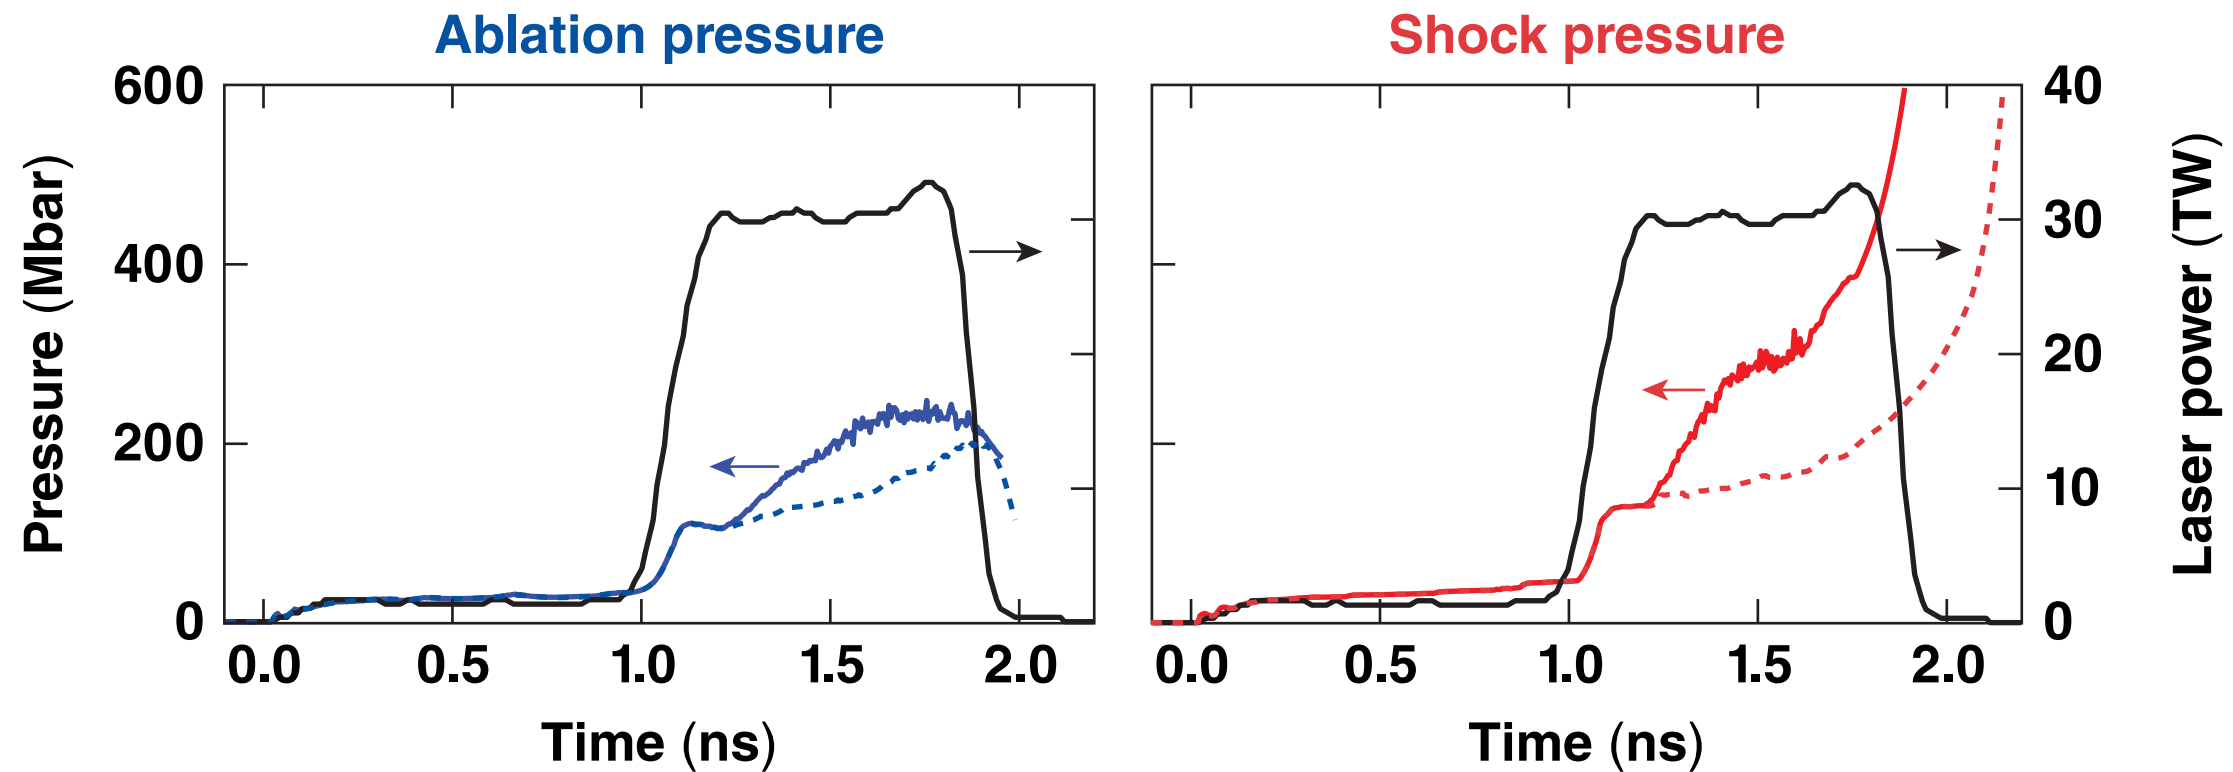 Ablation pressure
Shock pressure
Pressure (Mbar)
600
400
200
0
0.0 0.5 1.0 1.5 2.0
Time (ns)
0.0 0.5 1.0 1.5 2.0
Time (ns)
40
30
20
10
0
Laser power (TW)